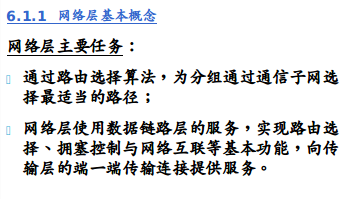 6.1.1 网络层基本概念
网络层主要任务：
通过路由选择算法，为分组通过通信子网选
择最适当的路径；
网络层使用数据链路层的服务，实现路由选
择、拥塞控制与网络互联等基本功能，向传
输层的端—端传输连接提供服务。